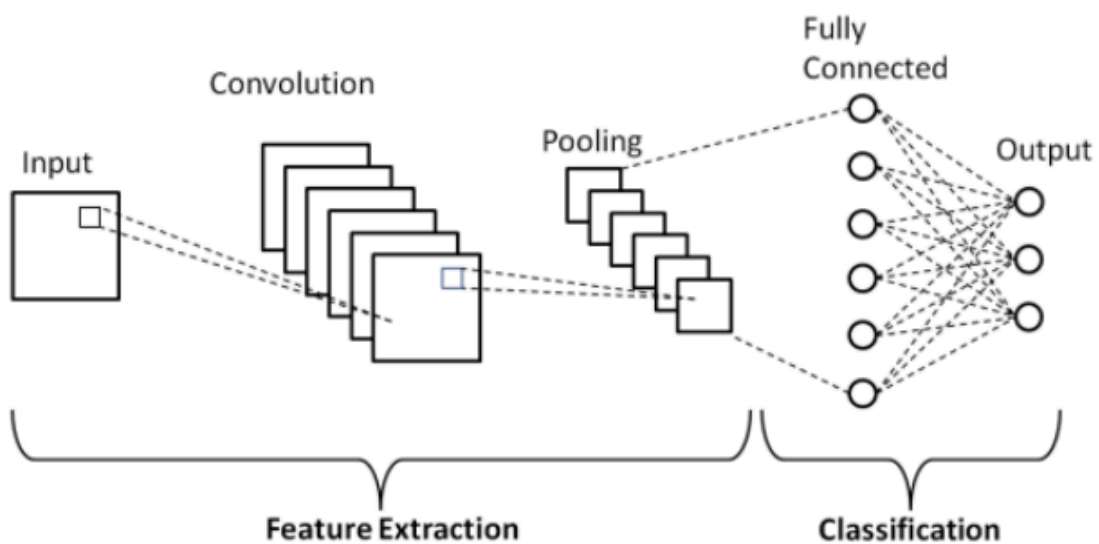 Input
Convolution
Pooling
Fully
Connected
Output
Feature Extraction
Classification